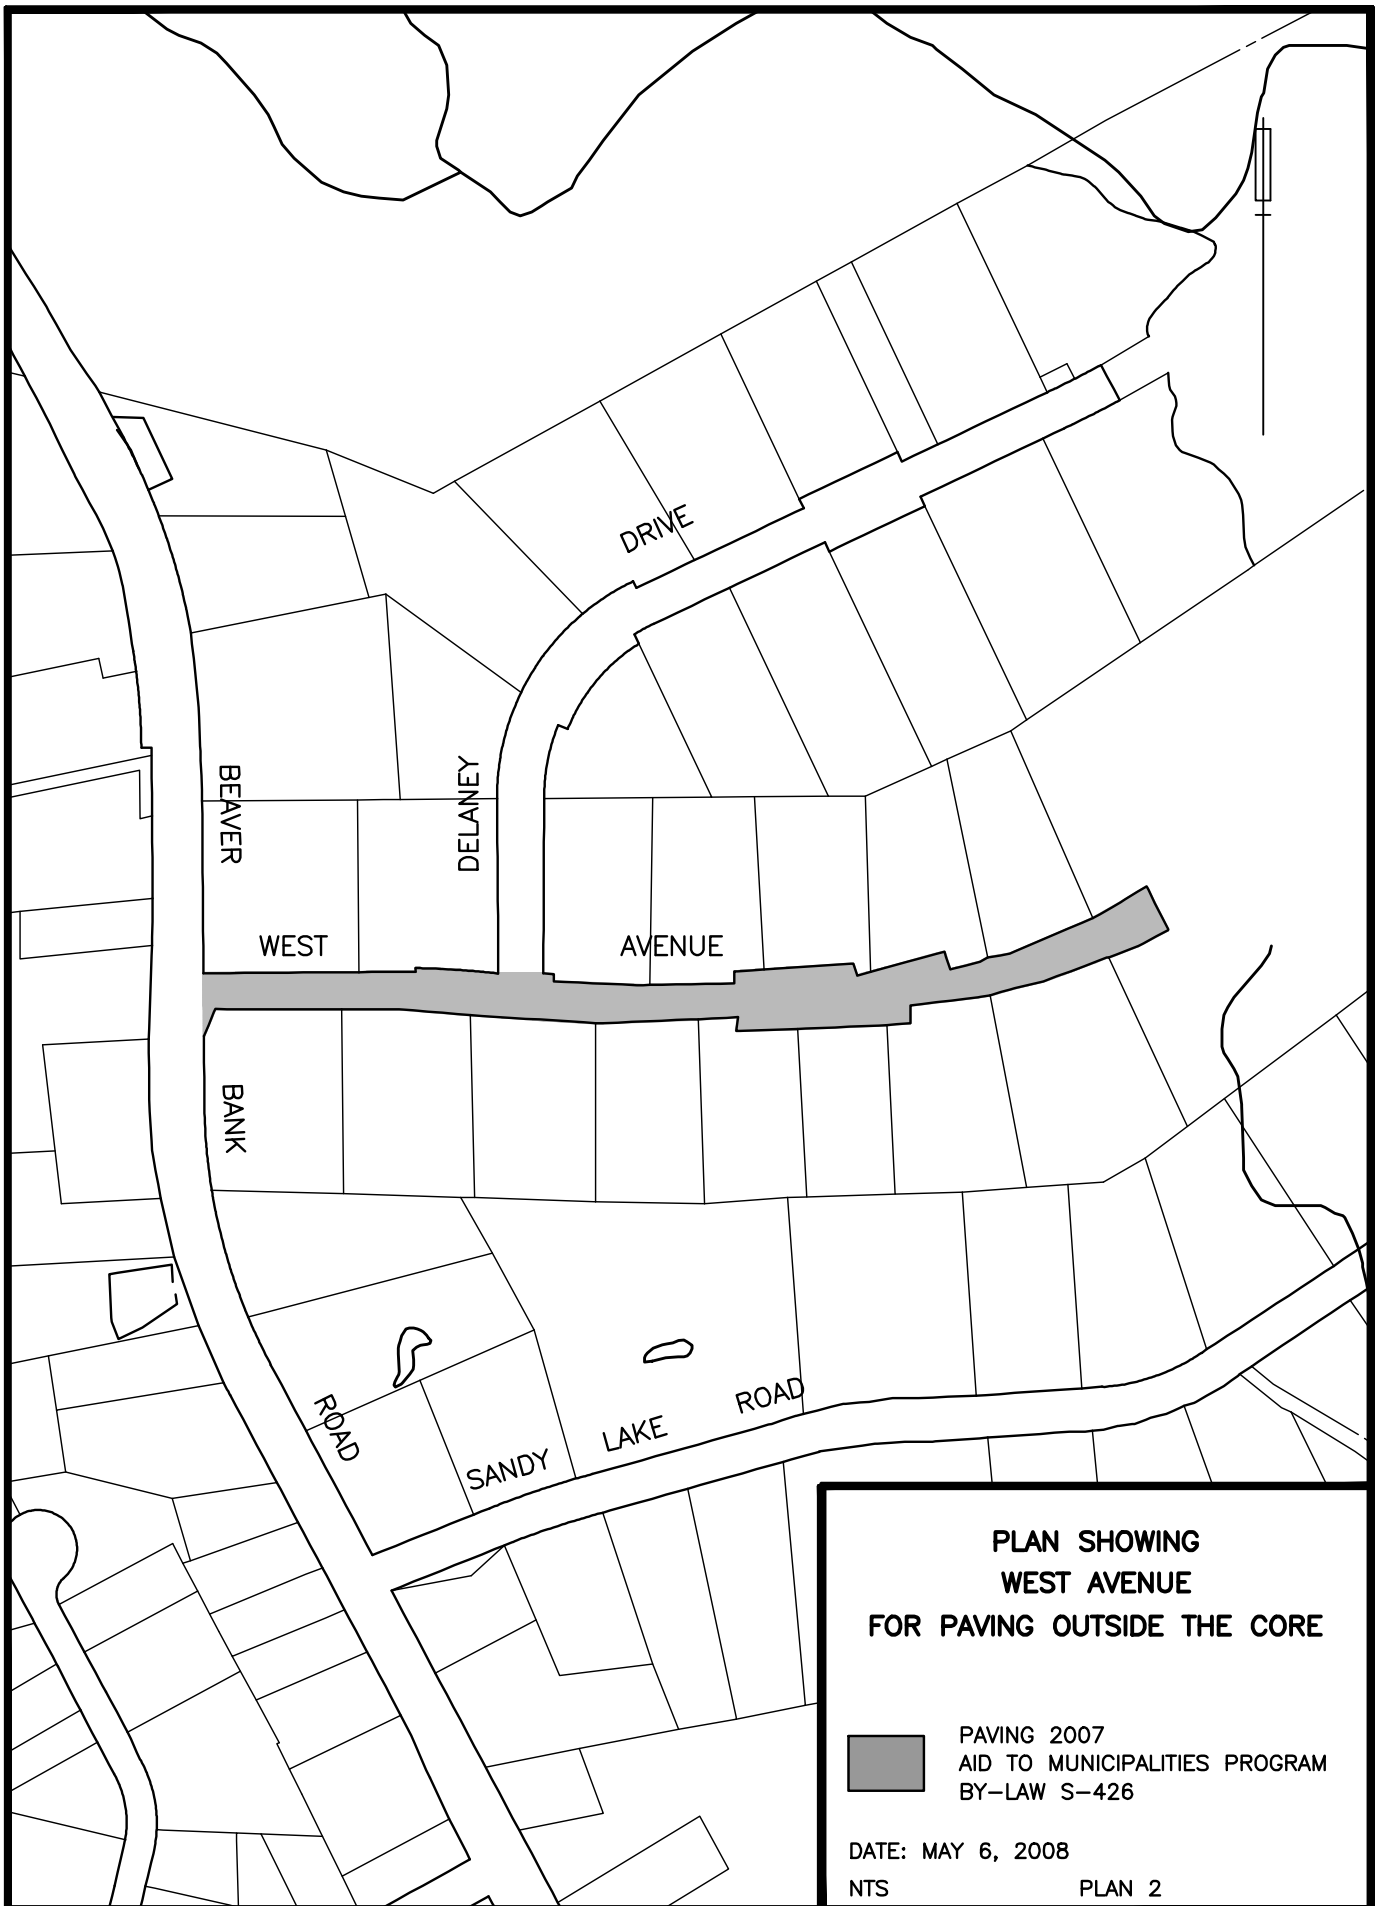 DRIVE
BEAVER
DELANEY
WEST
AVENUE
BANK
ROAD
SANDY LAKE ROAD
PLAN SHOWING
WEST AVENUE
FOR PAVING OUTSIDE THE CORE
PAVING 2007
AID TO MUNICIPALITIES PROGRAM
BY-LAW S-426
DATE: MAY 6, 2008
NTS PLAN 2